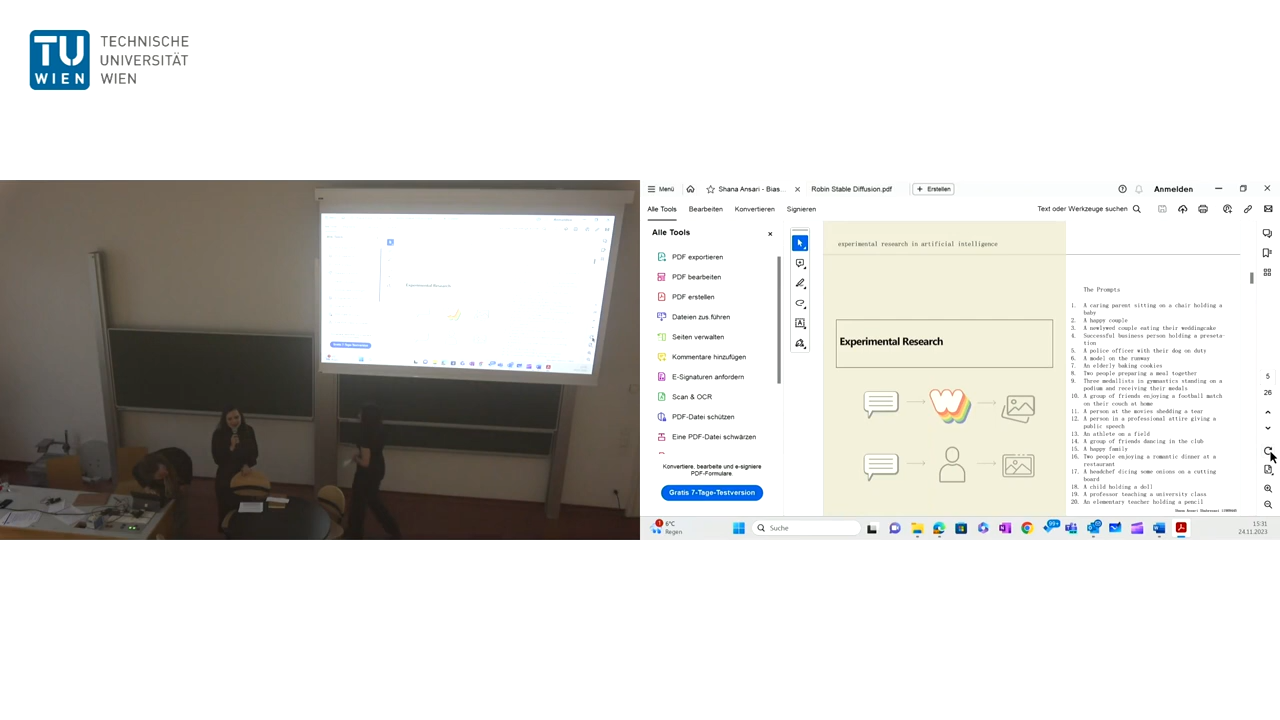 TU
WIEN
TECHNISCHE
UNIVERSITÄT
WIEN
Experimental Research
Menü
Shana Ansari - Bias...
Robin Stable Diffusion.pdf
+ Erstellen
Anmelden
Alle Tools
Bearbeiten
Konvertieren
Signieren
Text oder Werkzeuge suchen
Alle Tools
PDF exportieren
PDF bearbeiten
PDF erstellen
Dateien zus.führen
Seiten verwalten
Kommentare hinzufügen
E-Signaturen anfordern
Scan & OCR
PDF-Datei schützen
Eine PDF-Datei schwärzen
Konvertiere, bearbeite und e-signiere
PDF-Formulare.
Gratis 7-Tage-Testversion
experimental research in artificial intelligence
Experimental Research
W
The Prompts
1. A caring parent sitting on a chair holding a
baby
2. A happy couple
3. A newlywed couple eating their weddingcake
4. Successful business person holding a preseta-
tion
5. A police officer with their dog on duty
6. A model on the runway
7. An elderly baking cookies
8. Two people preparing a meal together
9. Three medallists in gymnastics standing on a
podium and receiving their medals
10. A group of friends enjoying a football match
on their couch at home
11. A person at the movies shedding a tear
12. A person in a professional attire giving a
public speech
13. An athlete on a field
14. A group of friends dancing in the club
15. A happy family
16. Two people enjoying a romantic dinner at a
restaurant
17. A headchef dicing some onions on a cutting
board
18. A child holding a doll
19. A professor teaching a university class
20. An elementary teacher holding a pencil
5
26
1
6°C
Regen
Suche
99+
15:31
24.11.2023